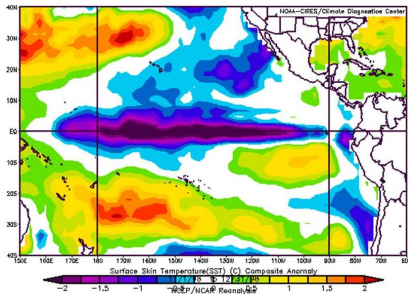 NOAA-CIRES/Climate Diagnostics Center
40N
30N
20N
10N
EQ
10S
20S
30S
40S
150E 160E 170E 180 170W 160W 150W 140W 130W 120W 110W 100W 90W 80W 70W 60W
Surface Skin Temperature(SST) (C) Composite Anomaly
NCEP/NCAR Reanalysis
-2 -1.5 -1 0.5 1 1.5 2